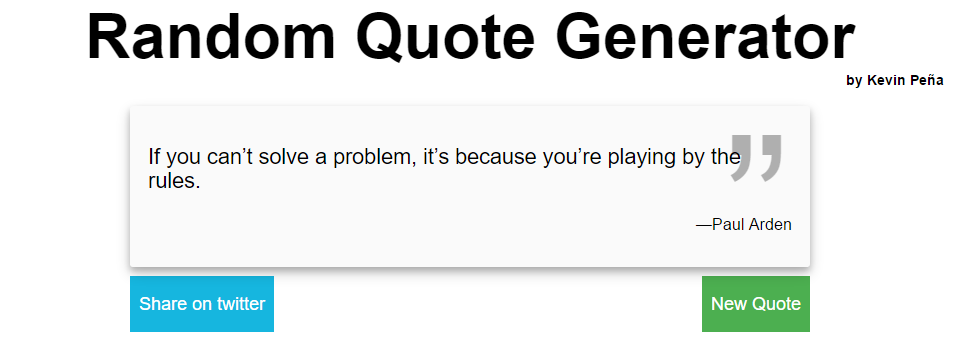 Random Quote Generator
by Kevin Peña
If you can’t solve a problem, it’s because you’re playing by the
rules.
”
—Paul Arden
Share on twitter
New Quote